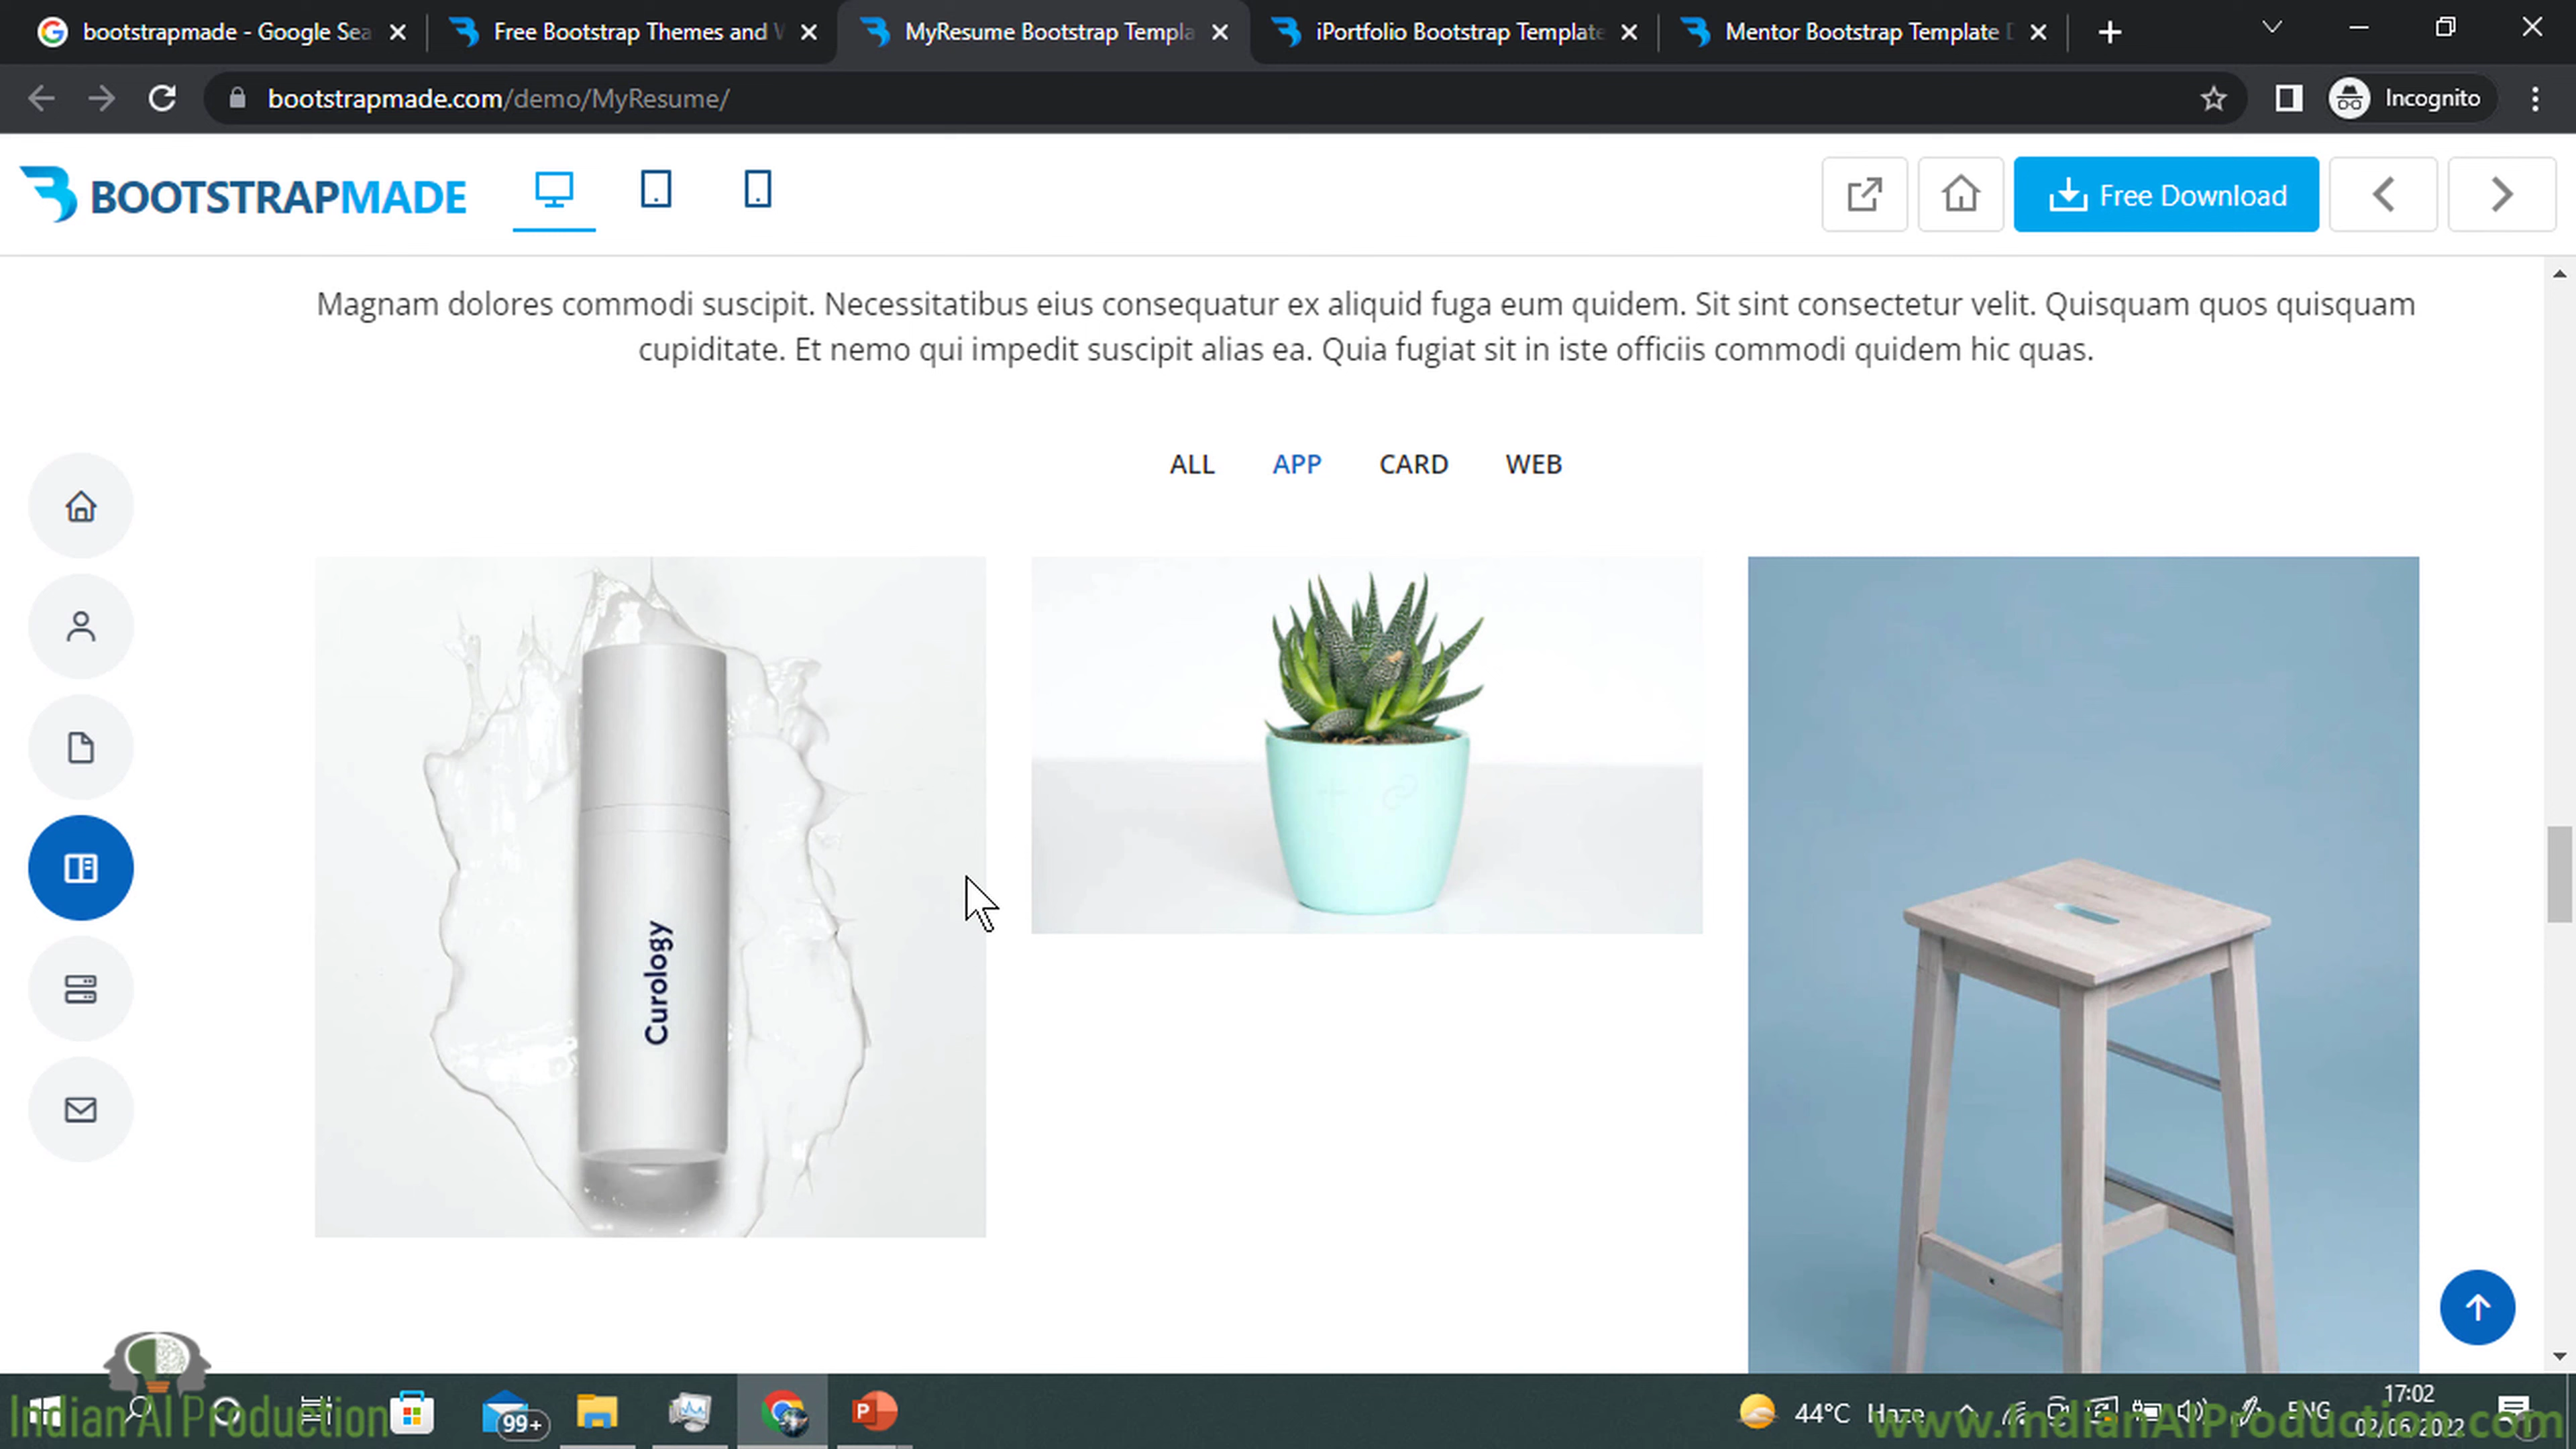 bootstrapmade - Google Sea
Free Bootstrap Themes and W
MyResume Bootstrap Templa
iPortfolio Bootstrap Template
Mentor Bootstrap Template D
bootstrapmade.com/demo/MyResume/
Incognito
BOOTSTRAPMADE
Free Download
Magnam dolores commodi suscipit. Necessitatibus eius consequatur ex aliquid fuga eum quidem. Sit sint consectetur velit. Quisquam quos quisquam
cupiditate. Et nemo qui impedit suscipit alias ea. Quia fugiat sit in iste officiis commodi quidem hic quas.
ALL
APP
CARD
WEB
Curology
Indian AI Production
99+
P
44°C Haze
ENG
17:02
02/06/2022
www.IndianAIProduction.com